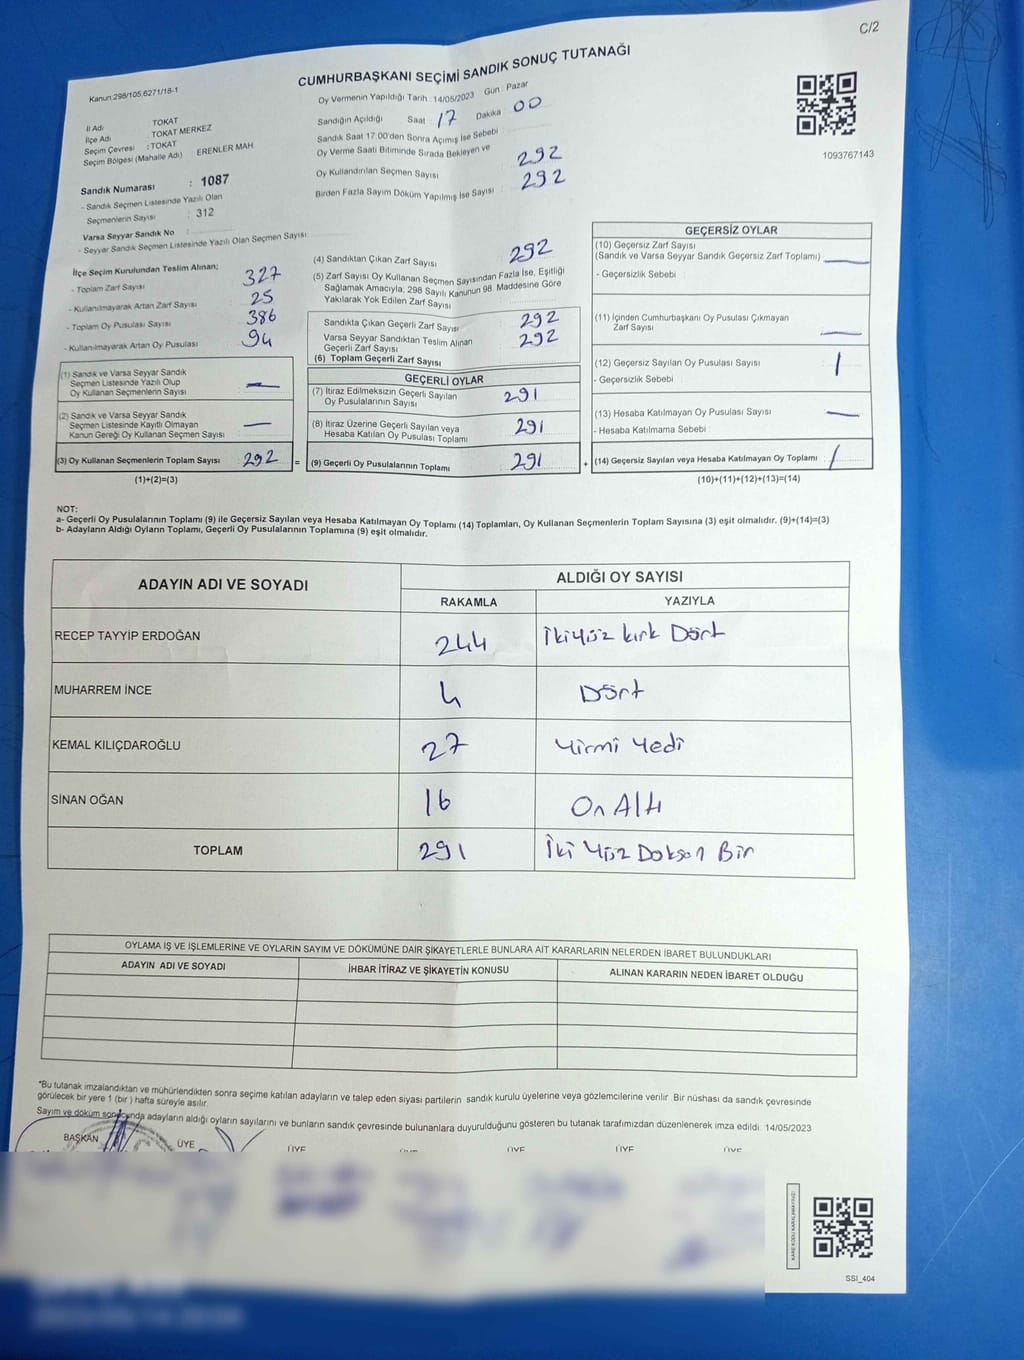 C/2
CUMHURBAŞKANI SEÇİMİ SANDIK SONUÇ TUTANAĞI
Kanun:298/105,6271/18-1
Oy Vermenin Yapıldığı Tarih : 14/05/2023 Gün : Pazar
Sandığın Açıldığı Saat : 17 Dakika : 00
Sandık Saat 17:00'den Sonra Açımış İse Sebebi :
Oy Verme Saati Bitiminde Sırada Bekleyen ve
Oy Kullandırılan Seçmen Sayısı 292
Birden Fazla Sayım Döküm Yapılmış İse Sayısı : 292
1093767143
İl Adı : TOKAT
İlçe Adı : TOKAT MERKEZ
Seçim Çevresi : TOKAT
Seçim Bölgesi (Mahalle Adı) ERENLER MAH
Sandık Numarası : 1087
- Sandık Seçmen Listesinde Yazılı Olan
Seçmenlerin Sayısı : 312
Varsa Seyyar Sandık No :
- Seyyar Sandık Seçmen Listesinde Yazılı Olan Seçmen Sayısı:
İlçe Seçim Kurulundan Teslim Alınan;
- Toplam Zarf Sayısı 327
- Kullanılmayarak Artan Zarf Sayısı 25
- Toplam Oy Pusulası Sayısı 386
- Kullanılmayarak Artan Oy Pusulası 94
(1) Sandık ve Varsa Seyyar Sandık
Seçmen Listesinde Yazılı Olup
Oy Kullanan Seçmenlerin Sayısı —
(2) Sandık ve Varsa Seyyar Sandık
Seçmen Listesinde Kayıtlı Olmayan
Kanun Gereği Oy Kullanan Seçmen Sayısı —
(3) Oy Kullanan Seçmenlerin Toplam Sayısı 292
(1)+(2)=(3)
(4) Sandıktan Çıkan Zarf Sayısı 292
(5) Zarf Sayısı Oy Kullanan Seçmen Sayısından Fazla İse, Eşitliği
Sağlamak Amacıyla; 298 Sayılı Kanunun 98. Maddesine Göre
Yakılarak Yok Edilen Zarf Sayısı
Sandıkta Çıkan Geçerli Zarf Sayısı 292
Varsa Seyyar Sandıktan Teslim Alınan
Geçerli Zarf Sayısı 292
(6) Toplam Geçerli Zarf Sayısı
GEÇERLİ OYLAR
(7) İtiraz Edilmeksizin Geçerli Sayılan
Oy Pusulalarının Sayısı 291
(8) İtiraz Üzerine Geçerli Sayılan veya
Hesaba Katılan Oy Pusulası Toplamı 291
= (9) Geçerli Oy Pusulalarının Toplamı 291 +
GEÇERSİZ OYLAR
(10) Geçersiz Zarf Sayısı
(Sandık ve Varsa Seyyar Sandık Geçersiz Zarf Toplamı) —
- Geçersizlik Sebebi :
(11) İçinden Cumhurbaşkanı Oy Pusulası Çıkmayan
Zarf Sayısı —
(12) Geçersiz Sayılan Oy Pusulası Sayısı 1
- Geçersizlik Sebebi :
(13) Hesaba Katılmayan Oy Pusulası Sayısı —
- Hesaba Katılmama Sebebi :
(14) Geçersiz Sayılan veya Hesaba Katılmayan Oy Toplamı 1
(10)+(11)+(12)+(13)=(14)
NOT:
a- Geçerli Oy Pusulalarının Toplamı (9) ile Geçersiz Sayılan veya Hesaba Katılmayan Oy Toplamı (14) Toplamları, Oy Kullanan Seçmenlerin Toplam Sayısına (3) eşit olmalıdır. (9)+(14)=(3)
b- Adayların Aldığı Oyların Toplamı, Geçerli Oy Pusulalarının Toplamına (9) eşit olmalıdır.
ADAYIN ADI VE SOYADI ALDIĞI OY SAYISI
RAKAMLA YAZIYLA
RECEP TAYYİP ERDOĞAN 244 İkiyüz kırk Dört
MUHARREM İNCE 4 Dört
KEMAL KILIÇDAROĞLU 27 Yirmi Yedi
SİNAN OĞAN 16 On Altı
TOPLAM 291 İki Yüz Doksan Bir
OYLAMA İŞ VE İŞLEMLERİNE VE OYLARIN SAYIM VE DÖKÜMÜNE DAİR ŞİKAYETLERLE BUNLARA AİT KARARLARIN NELERDEN İBARET BULUNDUKLARI
ADAYIN ADI VE SOYADI İHBAR İTİRAZ VE ŞİKAYETİN KONUSU ALINAN KARARIN NEDEN İBARET OLDUĞU
*Bu tutanak imzalandıktan ve mühürlendikten sonra seçime katılan adayların ve talep eden siyasi partilerin sandık kurulu üyelerine veya gözlemcilerine verilir. Bir nüshası da sandık çevresinde
görülecek bir yere 1 (bir ) hafta süreyle asılır.
Sayım ve döküm sonucunda adayların aldığı oyların sayılarını ve bunların sandık çevresinde bulunanlara duyurulduğunu gösteren bu tutanak tarafımızdan düzenlenerek imza edildi. 14/05/2023
BAŞKAN ÜYE ÜYE ÜYE ÜYE ÜYE ÜYE
SSI_404